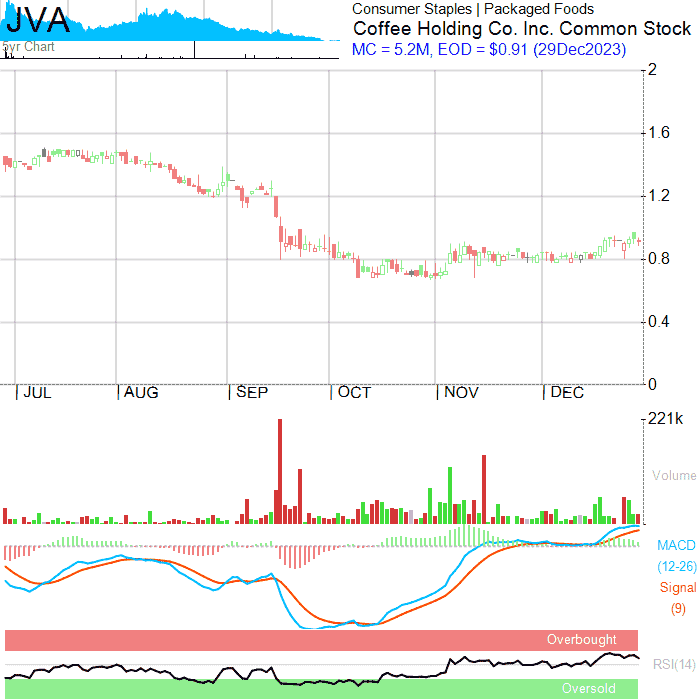 JVA
5yr Chart
Consumer Staples | Packaged Foods
Coffee Holding Co. Inc. Common Stock
MC = 5.2M, EOD = $0.91 (29Dec2023)
2
1.6
1.2
0.8
0.4
0
JUL AUG SEP OCT NOV DEC
221k
Volume
MACD
(12-26)
Signal
(9)
Overbought
RSI(14)
Oversold